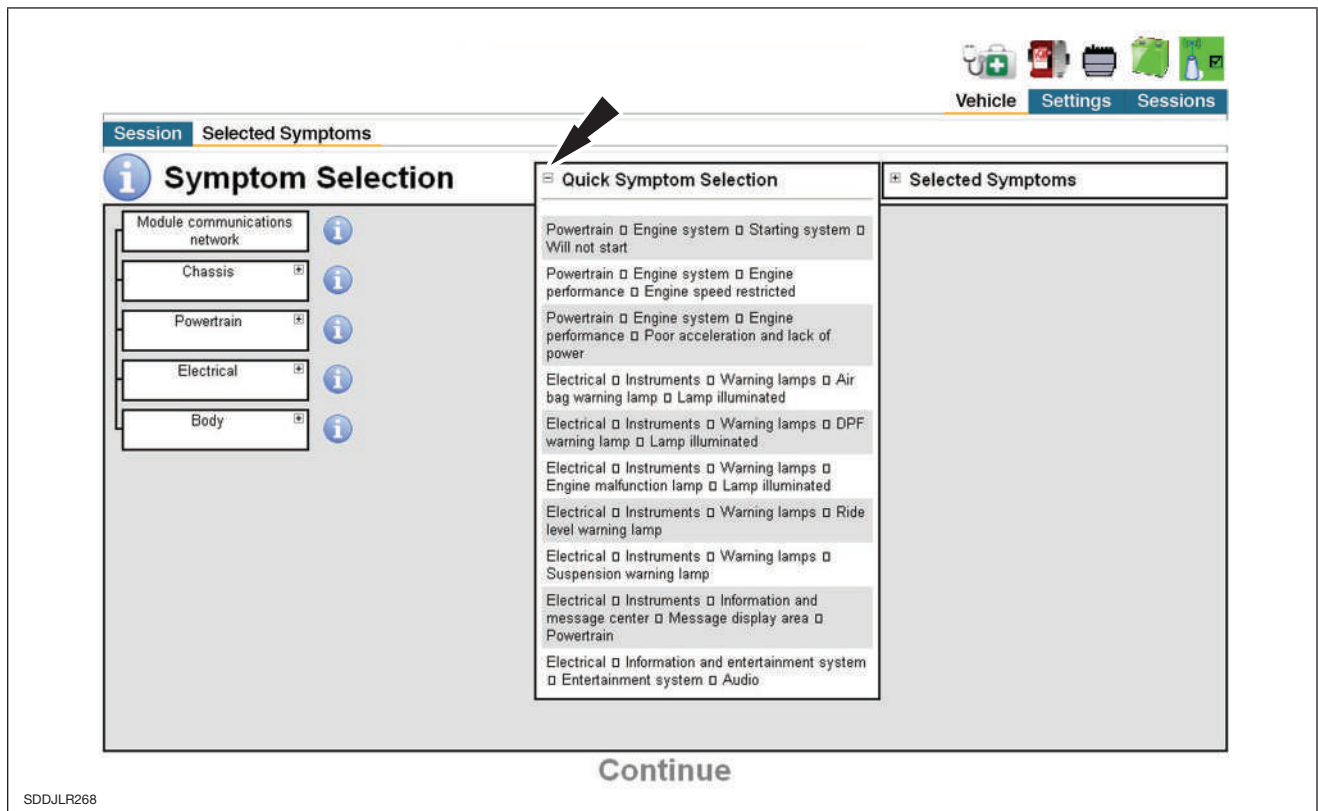 Vehicle Settings Sessions
Session Selected Symptoms
Symptom Selection
Quick Symptom Selection
Selected Symptoms
Module communications
network
Chassis
Powertrain
Electrical
Body
Powertrain □ Engine system □ Starting system □
Will not start
Powertrain □ Engine system □ Engine
performance □ Engine speed restricted
Powertrain □ Engine system □ Engine
performance □ Poor acceleration and lack of
power
Electrical □ Instruments □ Warning lamps □ Air
bag warning lamp □ Lamp illuminated
Electrical □ Instruments □ Warning lamps □ DPF
warning lamp □ Lamp illuminated
Electrical □ Instruments □ Warning lamps □
Engine malfunction lamp □ Lamp illuminated
Electrical □ Instruments □ Warning lamps □ Ride
level warning lamp
Electrical □ Instruments □ Warning lamps □
Suspension warning lamp
Electrical □ Instruments □ Information and
message center □ Message display area □
Powertrain
Electrical □ Information and entertainment system
□ Entertainment system □ Audio
Continue
SDDJLR268